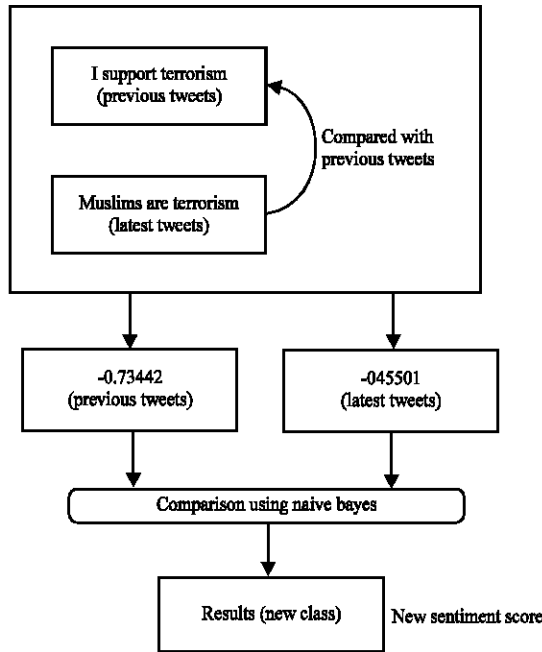 I support terrorism
(previous tweets)
Compared with
previous tweets
Muslims are terrorism
(latest tweets)
-0.73442
(previous tweets)
-045501
(latest tweets)
Comparison using naive bayes
Results (new class)
New sentiment score